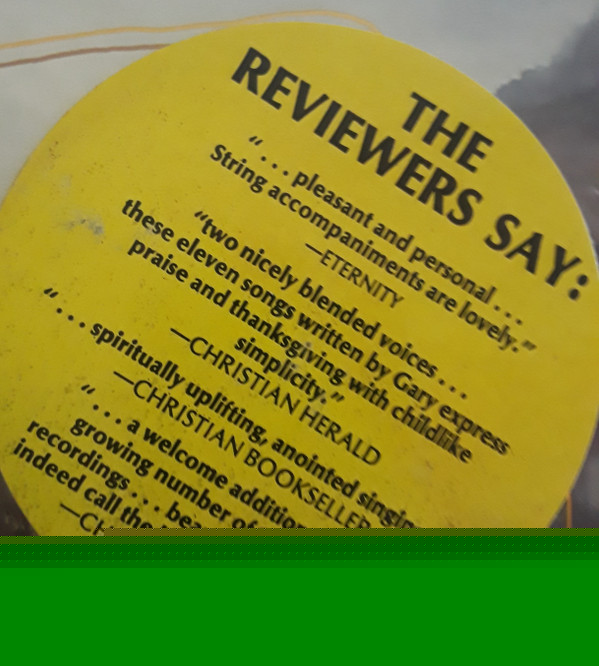 THE
REVIEWERS SAY:
"... pleasant and personal...
String accompaniments are lovely."
—ETERNITY
"two nicely blended voices...
these eleven songs written by Gary express
praise and thanksgiving with childlike
simplicity."
—CHRISTIAN HERALD
"... spiritually uplifting, anointed
—CHRISTIAN BOOKSELLER
"... a welcome
growing number of
recordings...
indeed call the